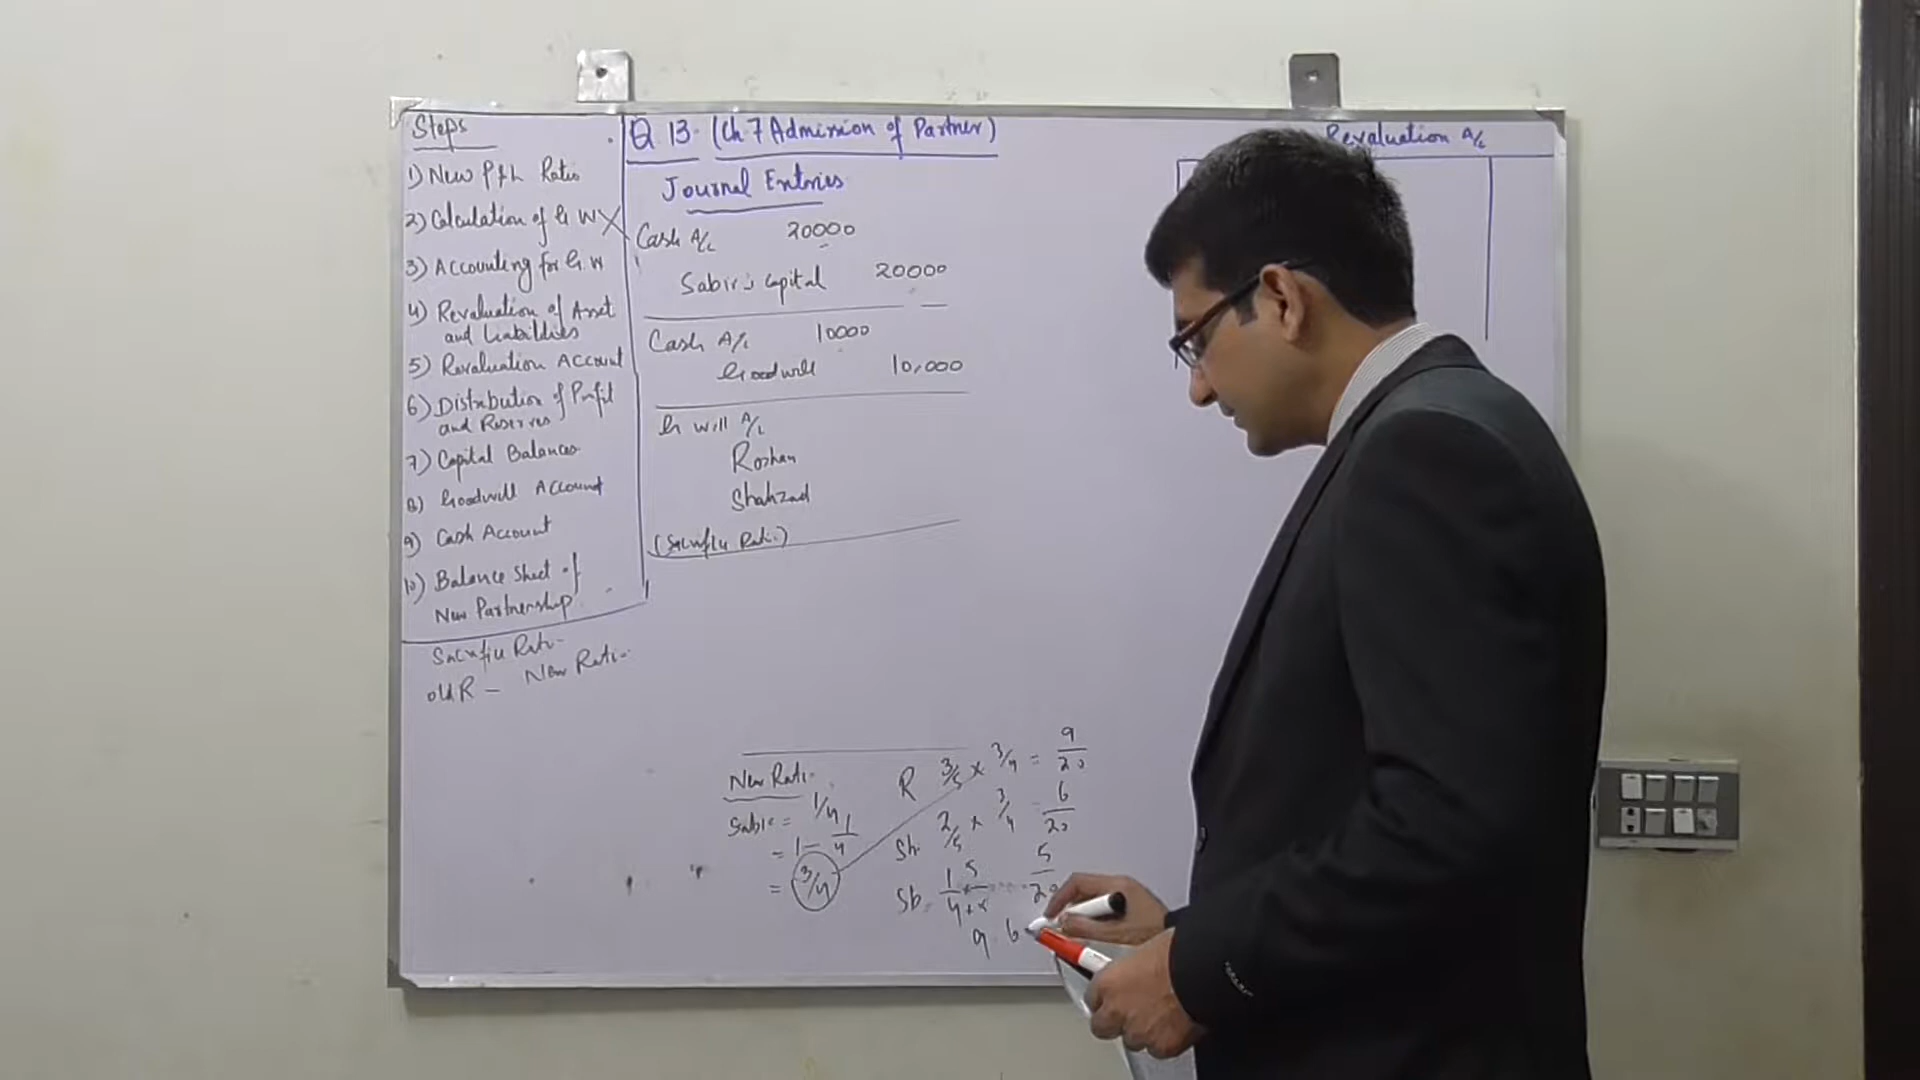 Steps
1) New P&L Ratio
2) Calculation of G W X
3) Accounting for G.W
4) Revaluation of Asset
and Liabilities
5) Revaluation Account
6) Distribution of Profit
and Reserves
7) Capital Balances
8) Goodwill Account
9) Cash Account
10) Balance Sheet of
New Partnership
Sacrifice Ratio
old R - New Ratio
Q.13. (Ch 7 Admission of Partner)
Journal Entries
Cash A/c 20000
Sabir's Capital 20000
Cash A/c 10000
Goodwill 10,000
G will A/c
Roshan
Shahzad
(Sacrifice Ratio)
New Ratio
Sabir = 1/4
= 1 - 1/4
= 3/4
R 3/5 × 3/4 = 9/20
Sh. 2/5 × 3/4 = 6/20
Sb. = 1/4 × 5/×5 5/20
9 6
Revaluation A/c